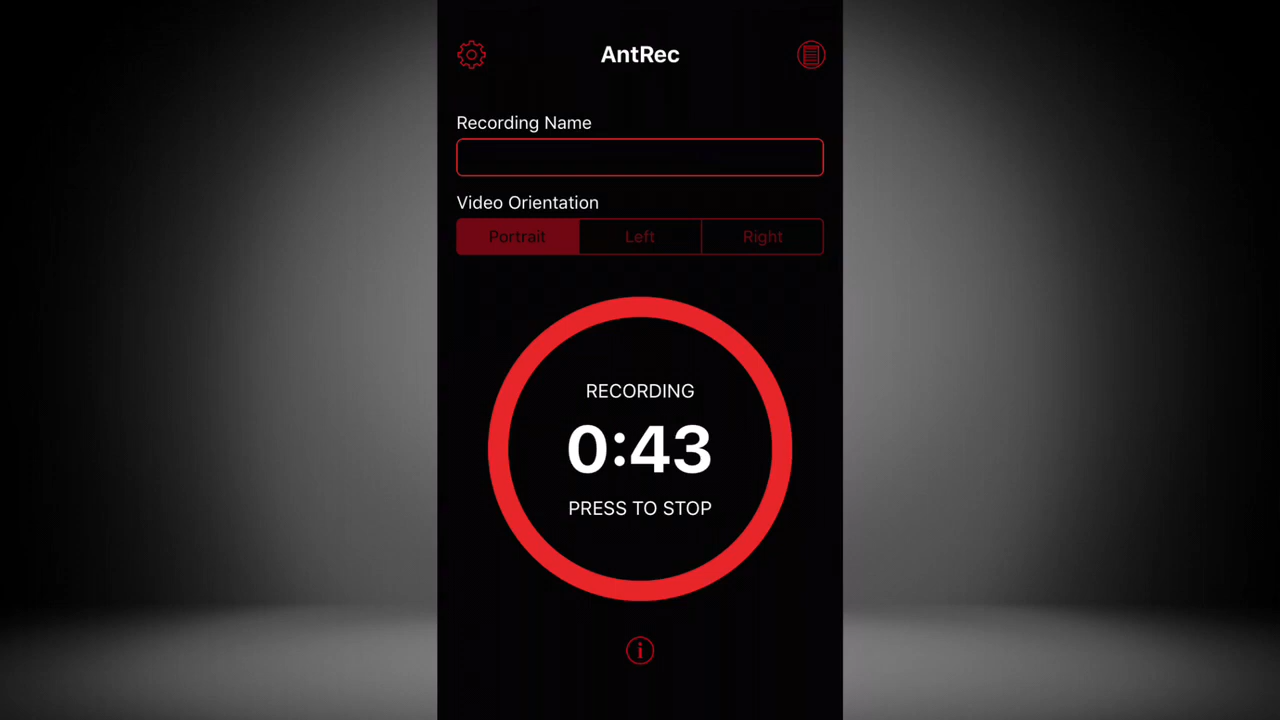 AntRec
Recording Name
Video Orientation
Portrait Left Right
RECORDING
0:43
PRESS TO STOP
i